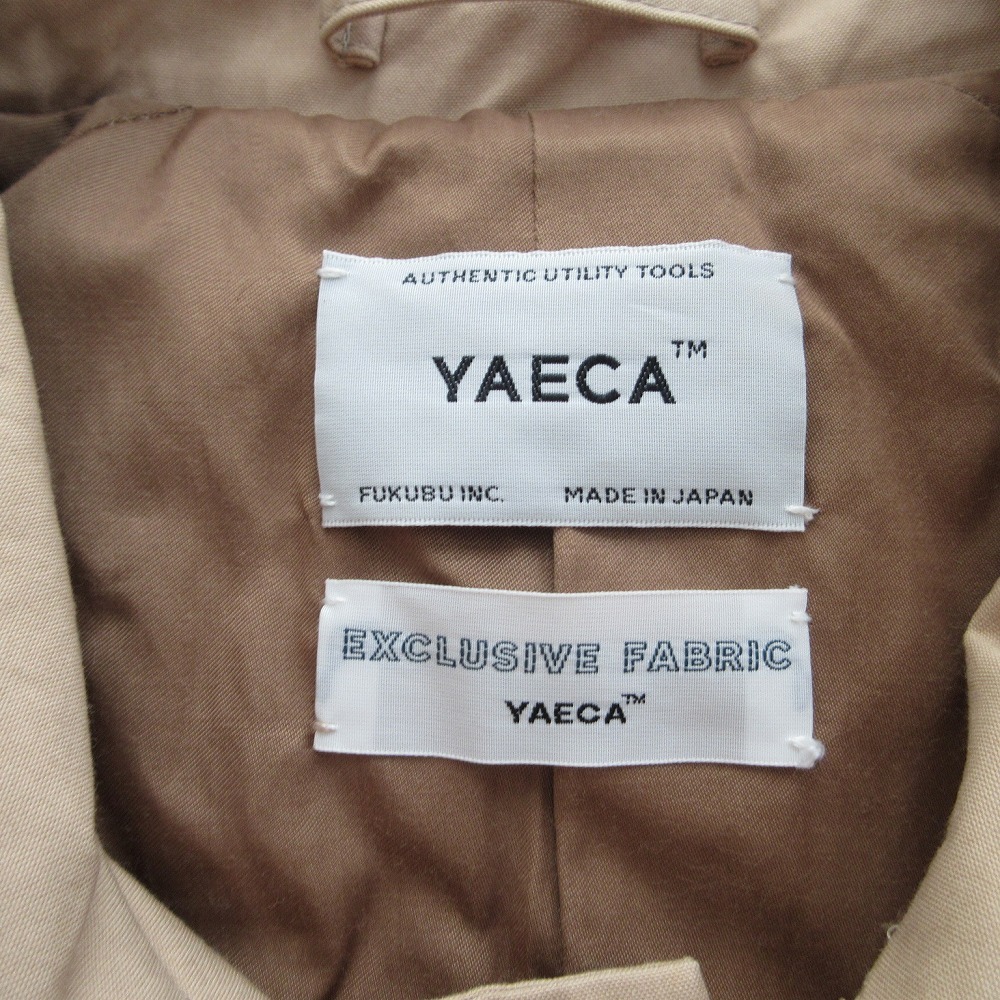 AUTHENTIC UTILITY TOOLS
YAECA™
FUKUBU INC. MADE IN JAPAN
EXCLUSIVE FABRIC
YAECA™